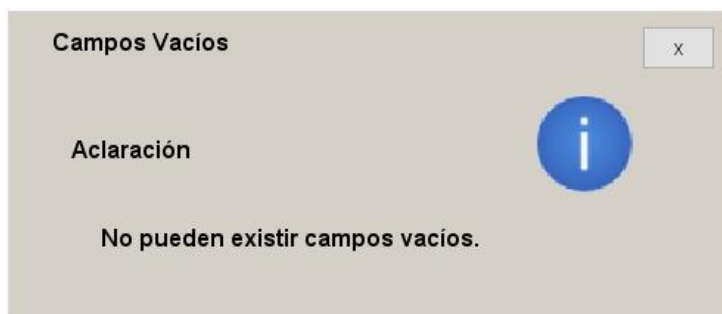 Campos Vacíos
X
Aclaración
i
No pueden existir campos vacíos.